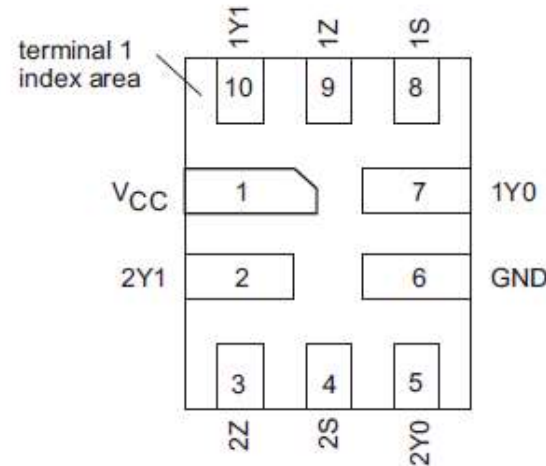 1Y1
1Z
1S
terminal 1
index area
10
9
8
VCC
1
7
1Y0
2Y1
2
6
GND
3
4
5
2Z
2S
2Y0